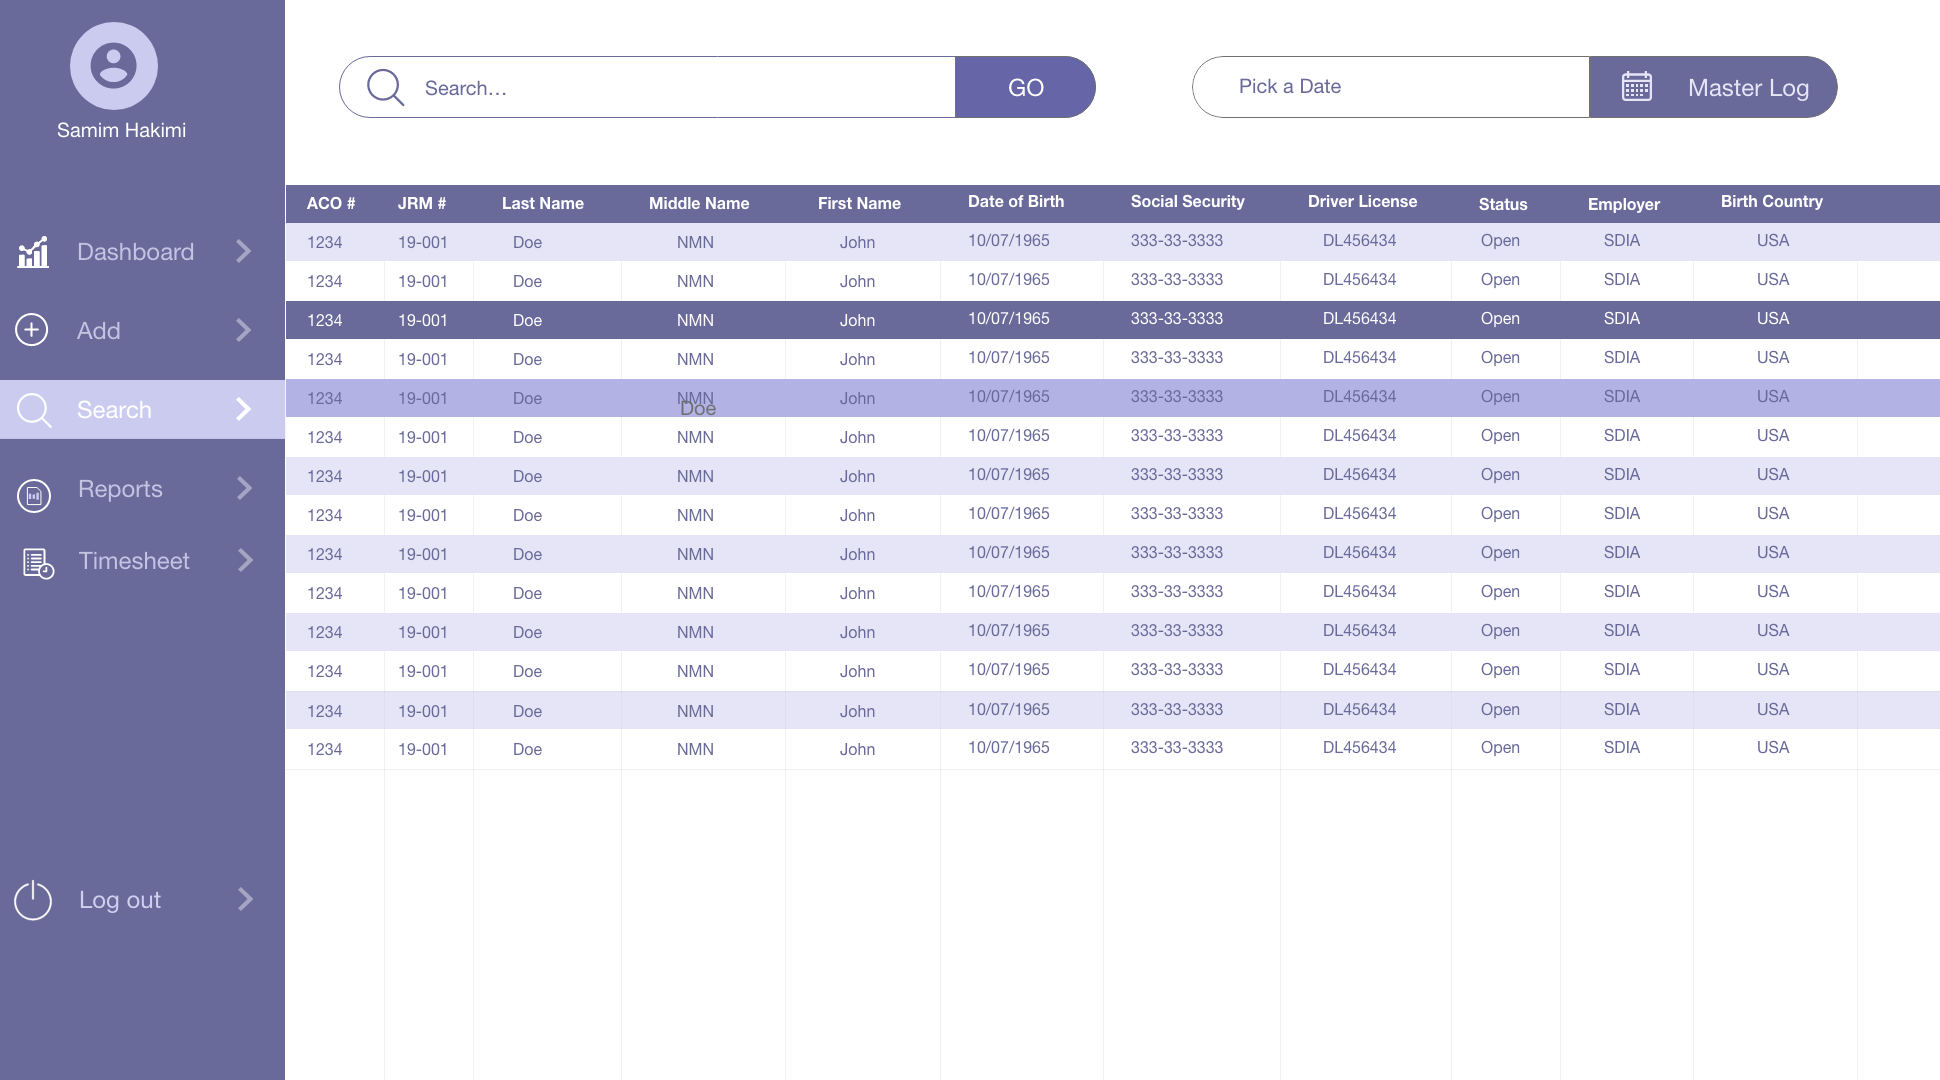 Samim Hakimi
Dashboard
Add
Search
Reports
Timesheet
Log out
Search...
GO
Pick a Date
Master Log
ACO # JRM # Last Name Middle Name First Name Date of Birth Social Security Driver License Status Employer Birth Country
1234 19-001 Doe NMN John 10/07/1965 333-33-3333 DL456434 Open SDIA USA
1234 19-001 Doe NMN John 10/07/1965 333-33-3333 DL456434 Open SDIA USA
1234 19-001 Doe NMN John 10/07/1965 333-33-3333 DL456434 Open SDIA USA
1234 19-001 Doe NMN John 10/07/1965 333-33-3333 DL456434 Open SDIA USA
1234 19-001 Doe NMN John 10/07/1965 333-33-3333 DL456434 Open SDIA USA
Doe
1234 19-001 Doe NMN John 10/07/1965 333-33-3333 DL456434 Open SDIA USA
1234 19-001 Doe NMN John 10/07/1965 333-33-3333 DL456434 Open SDIA USA
1234 19-001 Doe NMN John 10/07/1965 333-33-3333 DL456434 Open SDIA USA
1234 19-001 Doe NMN John 10/07/1965 333-33-3333 DL456434 Open SDIA USA
1234 19-001 Doe NMN John 10/07/1965 333-33-3333 DL456434 Open SDIA USA
1234 19-001 Doe NMN John 10/07/1965 333-33-3333 DL456434 Open SDIA USA
1234 19-001 Doe NMN John 10/07/1965 333-33-3333 DL456434 Open SDIA USA
1234 19-001 Doe NMN John 10/07/1965 333-33-3333 DL456434 Open SDIA USA
1234 19-001 Doe NMN John 10/07/1965 333-33-3333 DL456434 Open SDIA USA